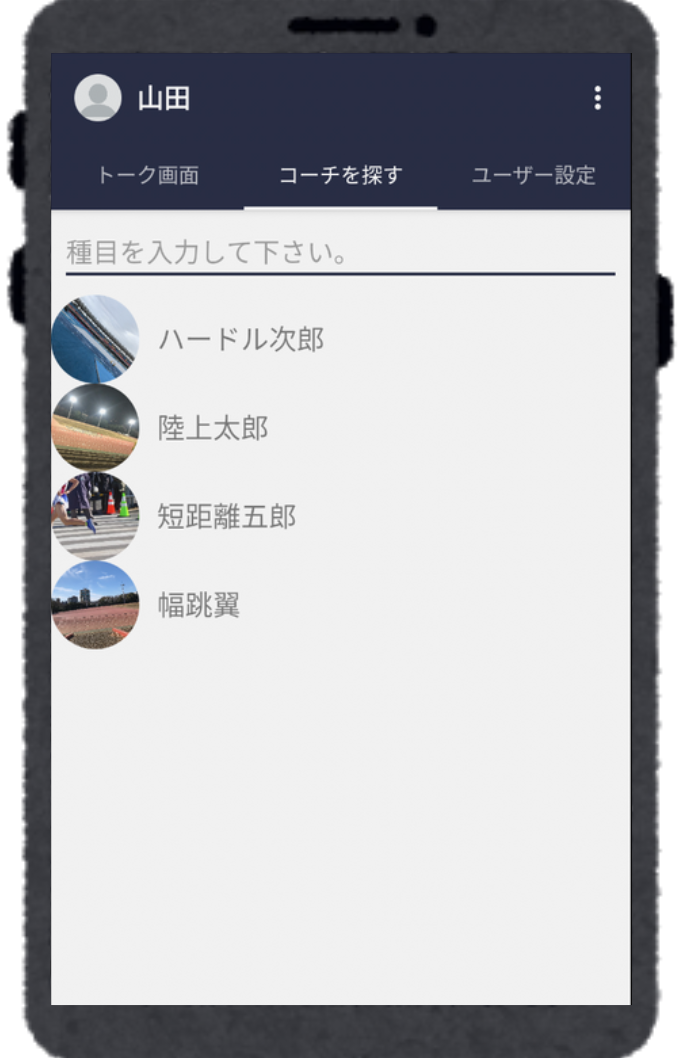 山田
トーク画面
コーチを探す
ユーザー設定
種目を入力して下さい。
ハードル次郎
陸上太郎
短距離五郎
幅跳翼